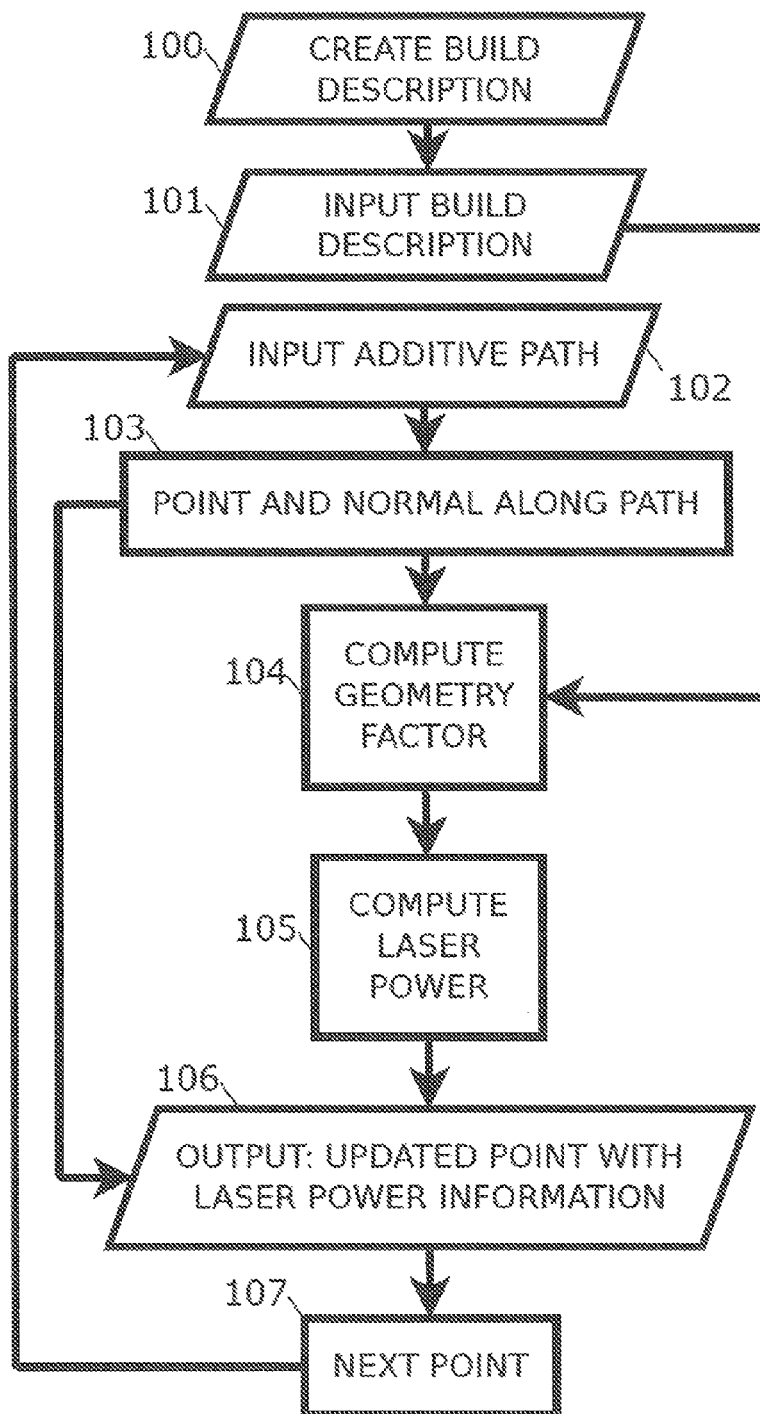 100
CREATE BUILD
DESCRIPTION
101
INPUT BUILD
DESCRIPTION
INPUT ADDITIVE PATH
102
103
POINT AND NORMAL ALONG PATH
104
COMPUTE
GEOMETRY
FACTOR
105
COMPUTE
LASER
POWER
106
OUTPUT: UPDATED POINT WITH
LASER POWER INFORMATION
107
NEXT POINT